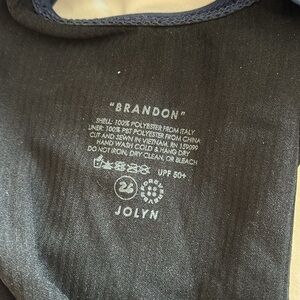 "BRANDON"
SHELL: 100% POLYESTER FROM ITALY
LINER: 100% PBT POLYESTER FROM CHINA
CUT AND SEWN IN VIETNAM, RN 159099
HAND WASH COLD & HANG DRY
DO NOT IRON, DRY CLEAN, OR BLEACH
UPF 50+
26
JOLYN